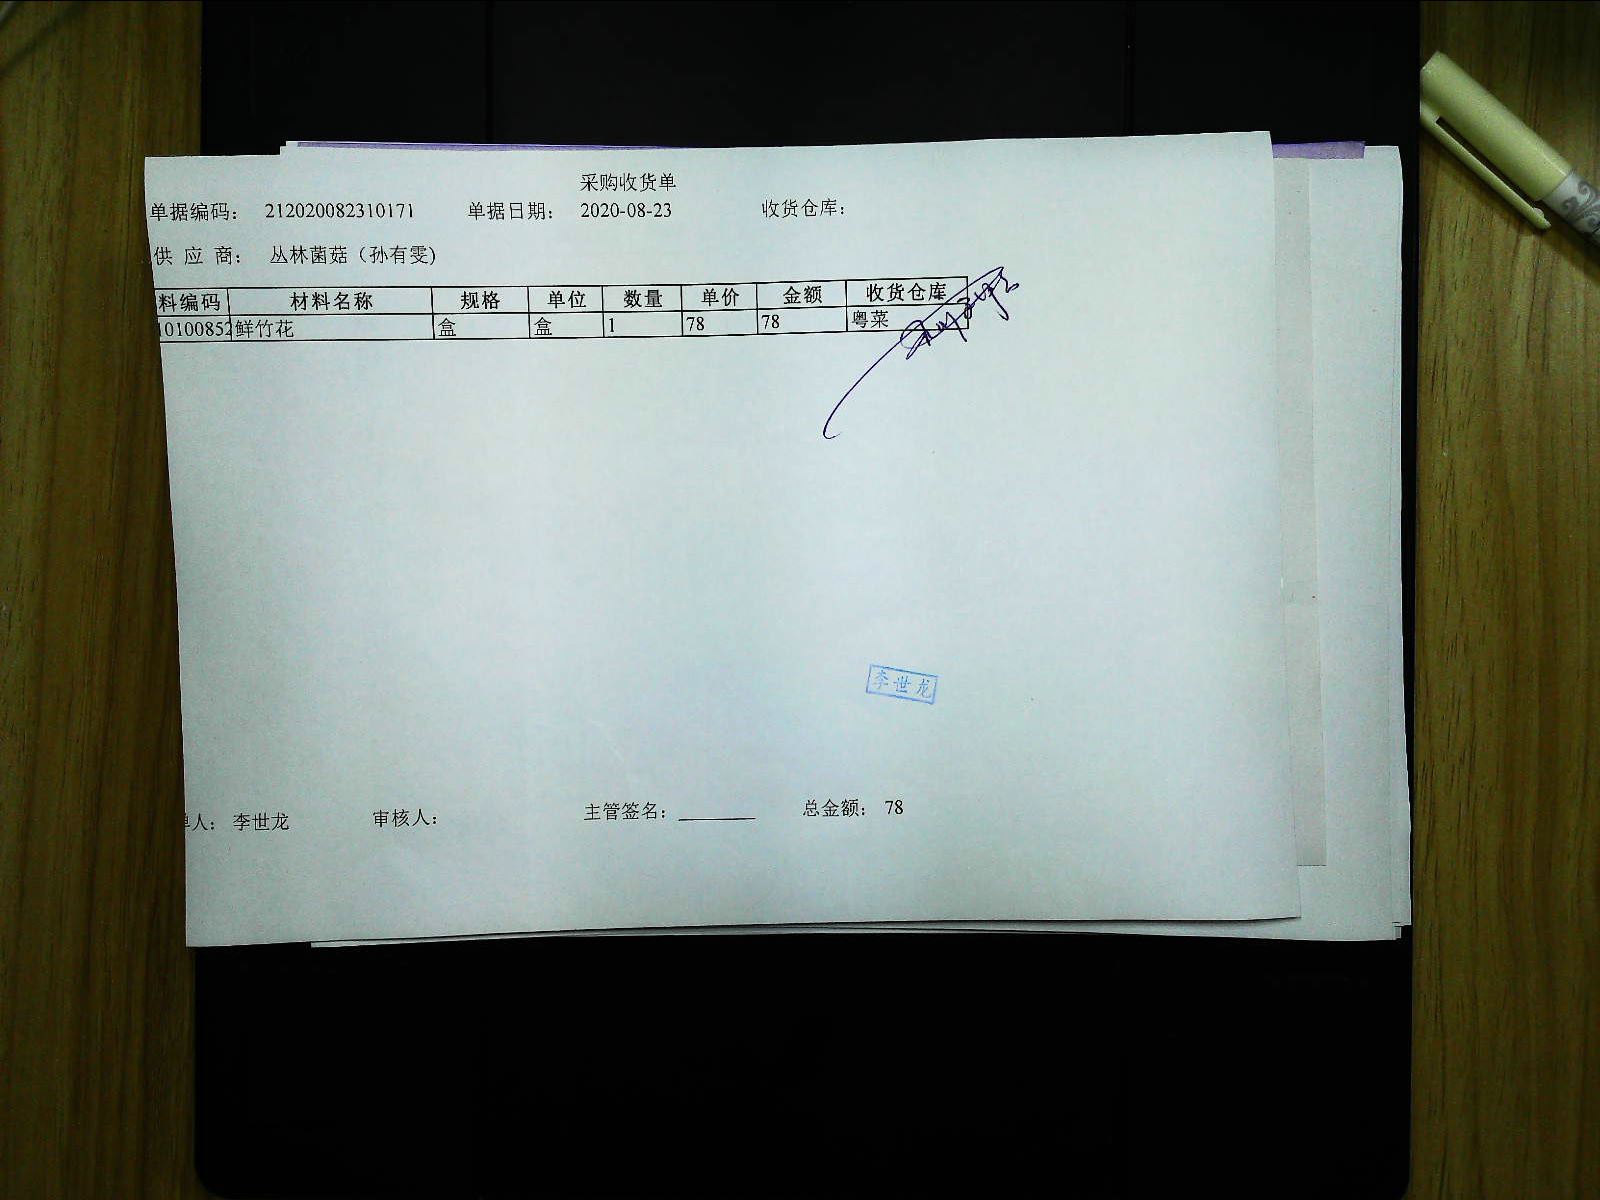 采购收货单
单据编码： 212020082310171 单据日期： 2020-08-23 收货仓库：
供 应 商： 丛林菌菇（孙有雯)
料编码 材料名称 规格 单位 数量 单价 金额 收货仓库
10100852 鲜竹花 盒 盒 1 78 78 粤菜
李世龙
单人： 李世龙 审核人： 主管签名：________ 总金额： 78